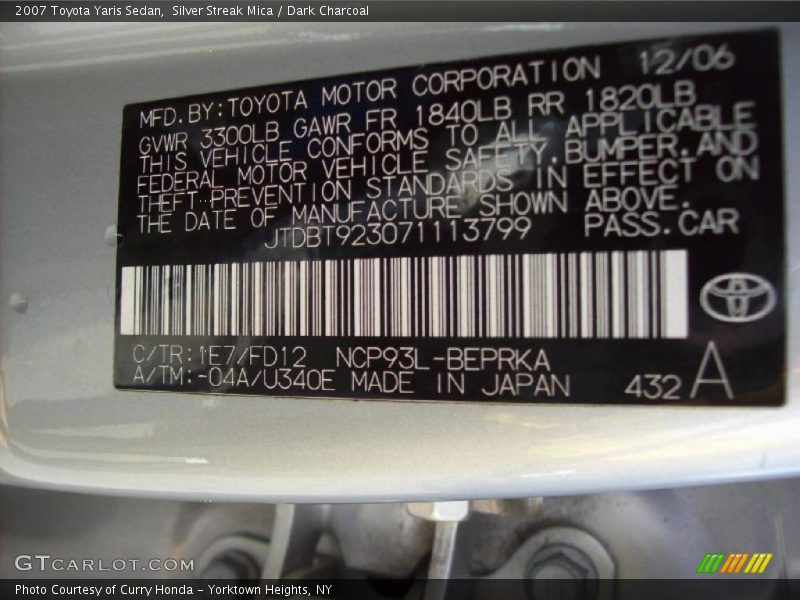 2007 Toyota Yaris Sedan,  Silver Streak Mica / Dark Charcoal
MFD. BY: TOYOTA MOTOR CORPORATION 12/06
GVWR 3300LB GAWR FR 1840LB RR 1820LB
THIS VEHICLE CONFORMS TO ALL APPLICABLE
FEDERAL MOTOR VEHICLE SAFETY, BUMPER, AND
THEFT PREVENTION STANDARDS IN EFFECT ON
THE DATE OF MANUFACTURE SHOWN ABOVE.
JTDBT923071113799 PASS. CAR
C/TR: 1E7/FD12 NCP93L-BEPRKA
A/TM: -04A/U340E MADE IN JAPAN 432 A
GTCARLOT.COM
Photo Courtesy of Curry Honda - Yorktown Heights, NY